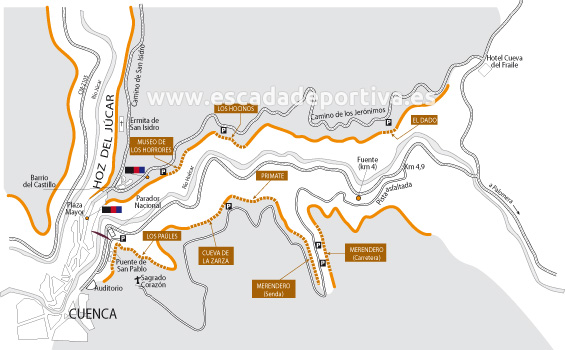 Hotel Cueva
del Fraile
www.escadadeportiva.es
CM-2105
Río Júcar
Camino de San Isidro
HOZ DEL JÚCAR
LOS HOCINOS
Camino de los Jerónimos
EL DADO
Ermita de
San Isidro
MUSEO DE
LOS HORRORES
Barrio
del Castillo
Río Huécar
Fuente
(km 4)
Km 4,9
Pista asfaltada
a Palomera
PRIMATE
Plaza
Mayor
Parador
Nacional
LOS PAULES
CUEVA DE
LA ZARZA
MERENDERO
(Carretera)
MERENDERO
(Senda)
Puente de
San Pablo
Sagrado
Corazón
Auditorio
CUENCA
P
P
P
P
P
P
P